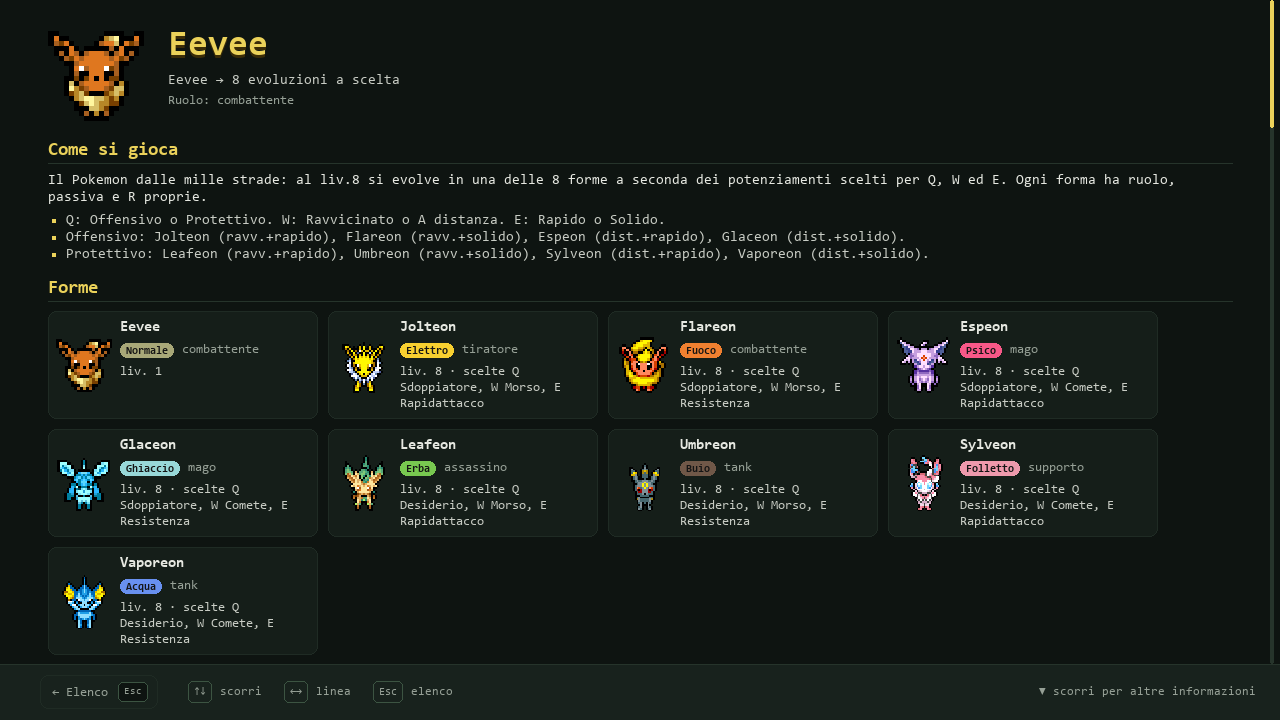 Eevee
Eevee → 8 evoluzioni a scelta
Ruolo: combattente
Come si gioca
Il Pokemon dalle mille strade: al liv.8 si evolve in una delle 8 forme a seconda dei potenziamenti scelti per Q, W ed E. Ogni forma ha ruolo,
passiva e R proprie.
Q: Offensivo o Protettivo. W: Ravvicinato o A distanza. E: Rapido o Solido.
Offensivo: Jolteon (ravv.+rapido), Flareon (ravv.+solido), Espeon (dist.+rapido), Glaceon (dist.+solido).
Protettivo: Leafeon (ravv.+rapido), Umbreon (ravv.+solido), Sylveon (dist.+rapido), Vaporeon (dist.+solido).
Forme
Eevee
Normale combattente
liv. 1
Jolteon
Elettro tiratore
liv. 8 · scelte Q
Sdoppiatore, W Morso, E
Rapidattacco
Flareon
Fuoco combattente
liv. 8 · scelte Q
Sdoppiatore, W Morso, E
Resistenza
Espeon
Psico mago
liv. 8 · scelte Q
Sdoppiatore, W Comete, E
Rapidattacco
Glaceon
Ghiaccio mago
liv. 8 · scelte Q
Sdoppiatore, W Comete, E
Resistenza
Leafeon
Erba assassino
liv. 8 · scelte Q
Desiderio, W Morso, E
Rapidattacco
Umbreon
Buio tank
liv. 8 · scelte Q
Desiderio, W Morso, E
Resistenza
Sylveon
Folletto supporto
liv. 8 · scelte Q
Desiderio, W Comete, E
Rapidattacco
Vaporeon
Acqua tank
liv. 8 · scelte Q
Desiderio, W Comete, E
Resistenza
← Elenco Esc ↑↓ scorri ↔ linea Esc elenco ▼ scorri per altre informazioni